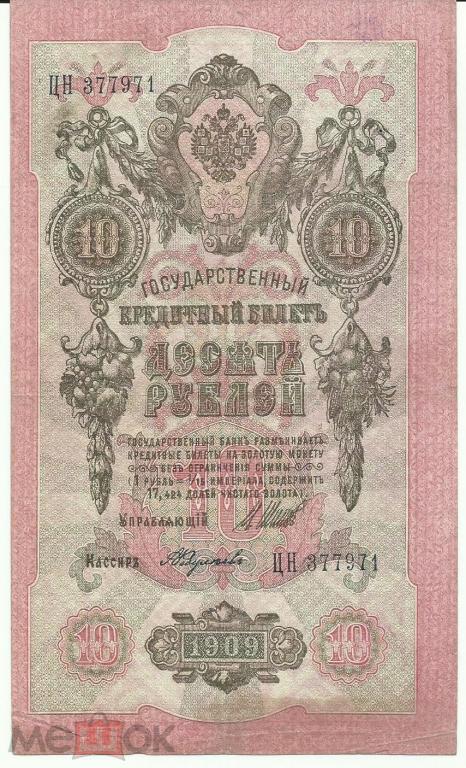 ЦН 377971
10 10
ГОСУДАРСТВЕННЫЙ
КРЕДИТНЫЙ БИЛЕТЪ
ДЕСЯТЬ
РУБЛЕЙ
ГОСУДАРСТВЕННЫЙ БАНКЪ РАЗМѢНИВАЕТЪ
КРЕДИТНЫЕ БИЛЕТЫ НА ЗОЛОТУЮ МОНЕТУ
БЕЗЪ ОГРАНИЧЕНІЯ СУММЫ
(1 РУБЛЬ = 1/15 ИМПЕРІАЛА, СОДЕРЖИТЪ
17,424 ДОЛЕЙ ЧИСТАГО ЗОЛОТА).
10
УПРАВЛЯЮЩІЙ
КАССИРЪ
ЦН 377971
10 1909 10
мешок